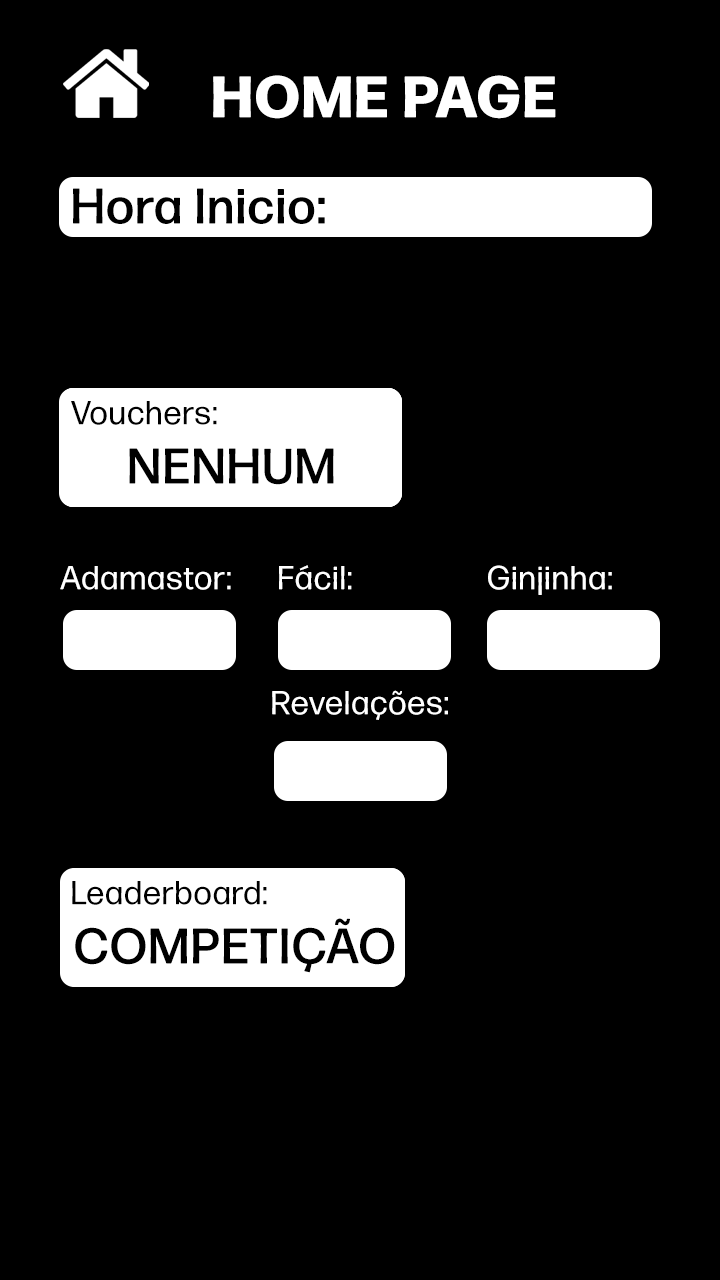 HOME PAGE
Hora Inicio:
Vouchers:
NENHUM
Adamastor: Fácil: Ginjinha:
Revelações:
Leaderboard:
COMPETIÇÃO